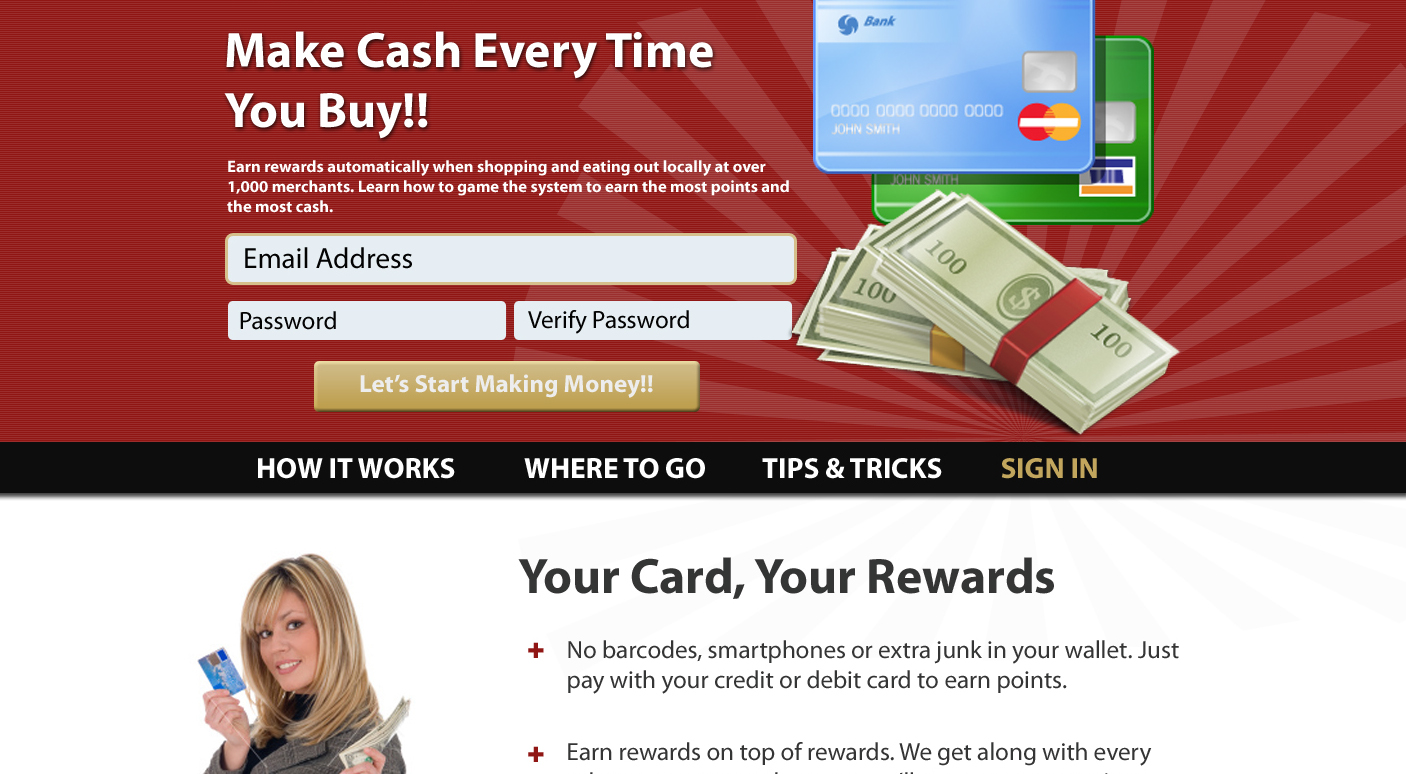 Bank
0000 0000 0000 0000
JOHN SMITH
JOHN SMITH
Make Cash Every Time
You Buy!!
Earn rewards automatically when shopping and eating out locally at over
1,000 merchants. Learn how to game the system to earn the most points and
the most cash.
Email Address
Password
Verify Password
Let's Start Making Money!!
100
100
$
100
HOW IT WORKS
WHERE TO GO
TIPS & TRICKS
SIGN IN
Your Card, Your Rewards
No barcodes, smartphones or extra junk in your wallet. Just
pay with your credit or debit card to earn points.
Earn rewards on top of rewards. We get along with every